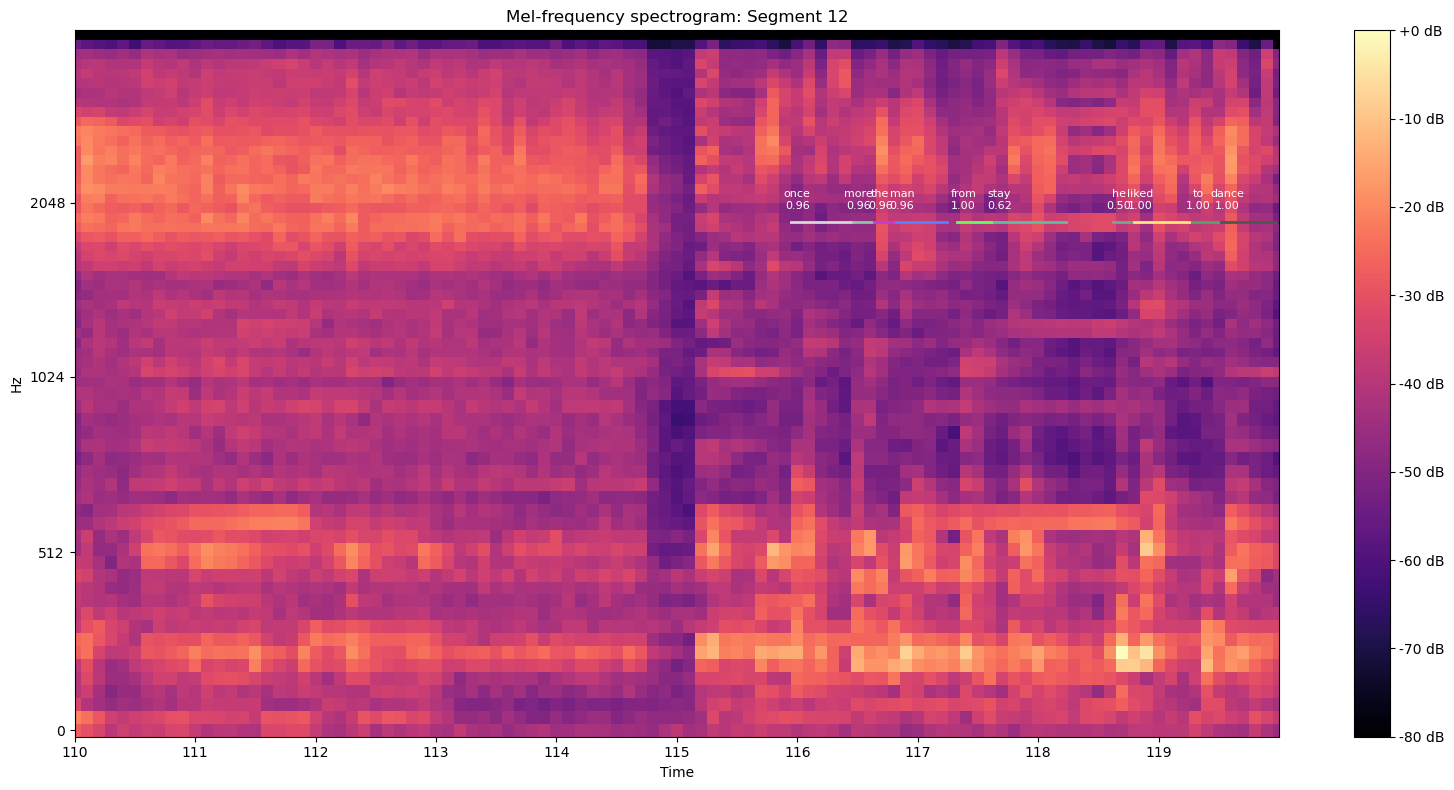 Mel-frequency spectrogram: Segment 12
+0 dB
-10 dB
-20 dB
-30 dB
-40 dB
-50 dB
-60 dB
-70 dB
-80 dB
Hz
2048
1024
512
0
once more the man from stay he liked to dance
0.96 0.96 0.96 0.96 1.00 0.62 0.50 1.00 1.00 1.00
110 111 112 113 114 115 116 117 118 119
Time